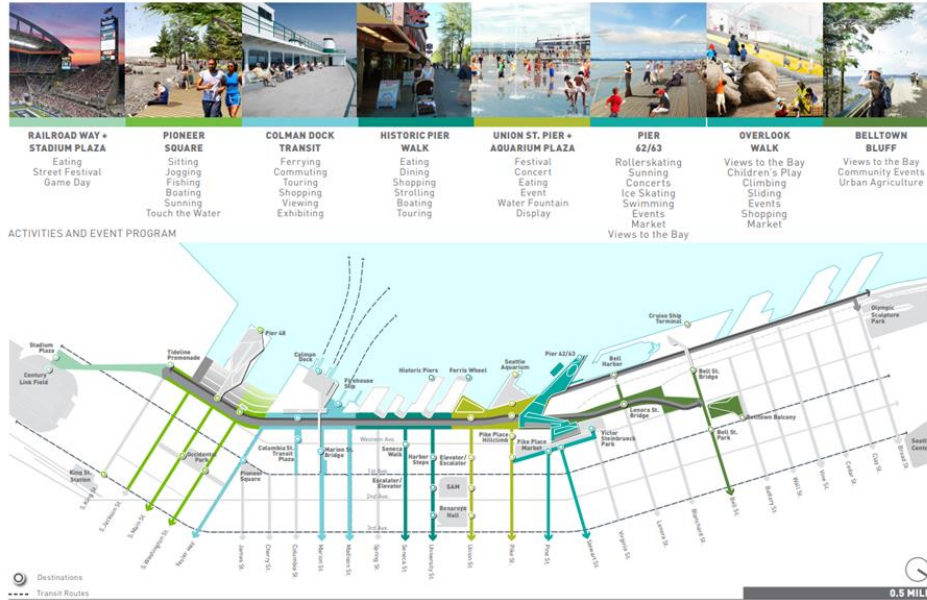 RAILROAD WAY +
STADIUM PLAZA
Eating
Street Festival
Game Day
PIONEER
SQUARE
Sitting
Jogging
Fishing
Boating
Sunning
Touch the Water
COLMAN DOCK
TRANSIT
Ferrying
Commuting
Touring
Shopping
Viewing
Exhibiting
HISTORIC PIER
WALK
Eating
Dining
Shopping
Strolling
Boating
Touring
UNION ST. PIER +
AQUARIUM PLAZA
Festival
Concert
Eating
Event
Water Fountain
Display
PIER
62/63
Rollerskating
Sunning
Concerts
Ice Skating
Swimming
Events
Market
Views to the Bay
OVERLOOK
WALK
Views to the Bay
Children's Play
Climbing
Sliding
Events
Shopping
Market
BELLTOWN
BLUFF
Views to the Bay
Community Events
Urban Agriculture
ACTIVITIES AND EVENT PROGRAM
Stadium
Plaza
Century
Link Field
Tideline
Promenade
Pier 48
Colman
Dock
Firehouse
Slip
Historic Piers
Ferris Wheel
Seattle
Aquarium
Pier 62/63
Bell
Harbor
Cruise Ship
Terminal
Bell St.
Bridge
Olympic
Sculpture
Park
Lenora St.
Bridge
Belltown Balcony
Bell St.
Park
Victor
Steinbrueck
Park
Pike Place
Hillclimb
Pike Place
Market
Western Ave.
Columbia St.
Transit
Plaza
Marion St.
Bridge
Seneca
Walk
Harbor
Steps
Elevator/
Escalator
Occidental
Park
Pioneer
Square
1st Ave.
Escalator/
Elevator
SAM
2nd Ave.
Benaroya
Hall
3rd Ave.
King St.
Station
S. King St.
S. Jackson St.
S. Main St.
S. Washington St.
Yesler Way
James St.
Cherry St.
Columbia St.
Marion St.
Madison St.
Spring St.
Seneca St.
University St.
Union St.
Pike St.
Pine St.
Stewart St.
Virginia St.
Lenora St.
Blanchard St.
Bell St.
Battery St.
Wall St.
Vine St.
Cedar St.
Clay St.
Broad St.
Destinations
Transit Routes
0.5 MIL